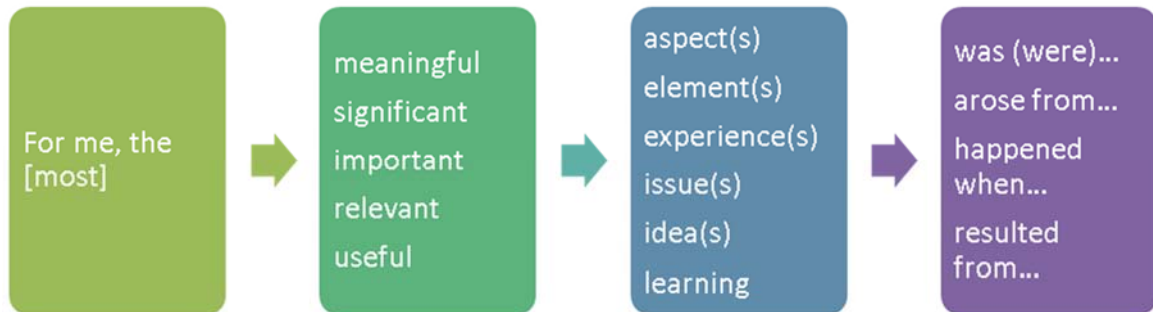 For me, the
[most]
meaningful
significant
important
relevant
useful
aspect(s)
element(s)
experience(s)
issue(s)
idea(s)
learning
was (were)...
arose from...
happened
when...
resulted
from...